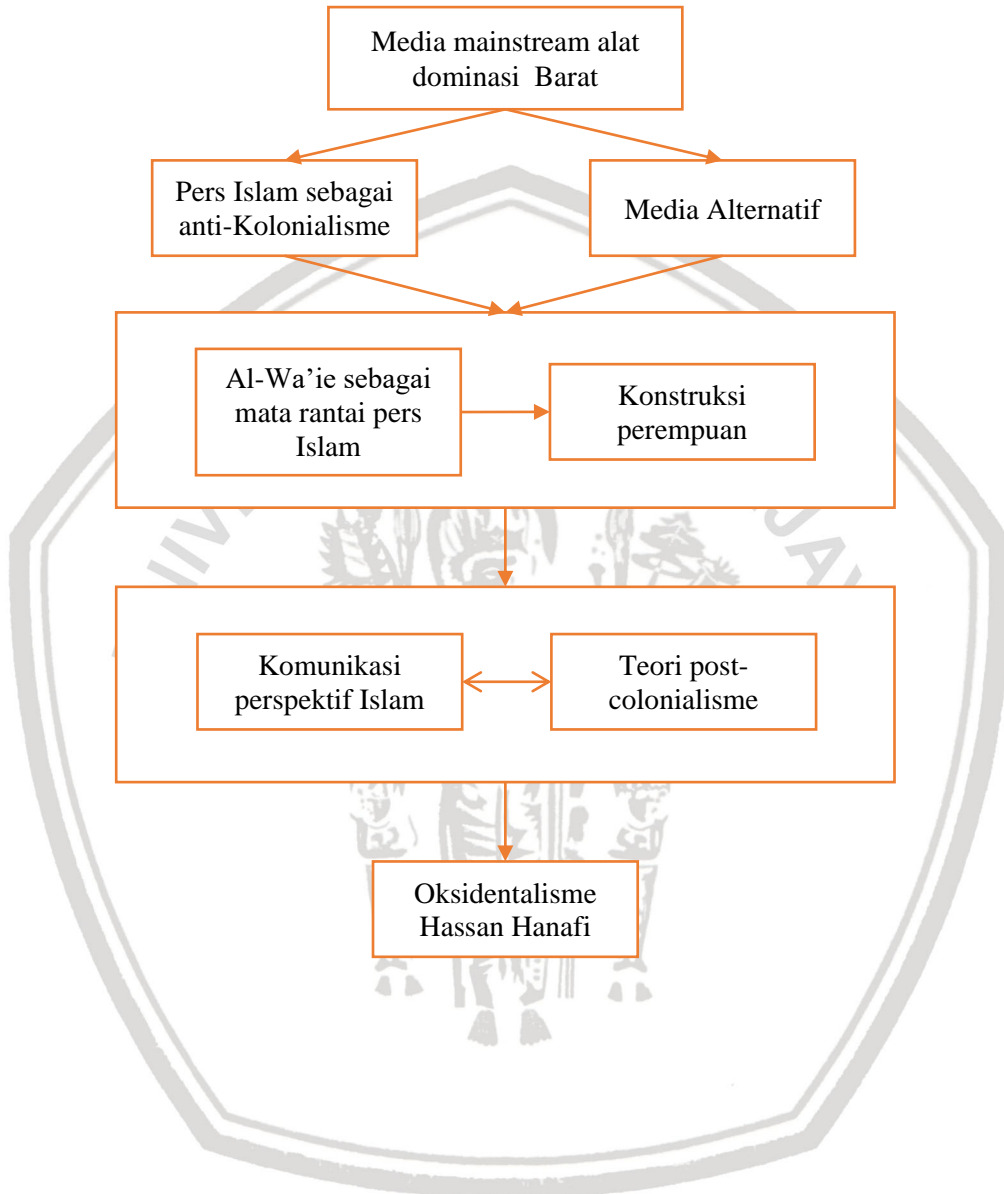 Media mainstream alat
dominasi Barat
Pers Islam sebagai
anti-Kolonialisme
Media Alternatif
Al-Wa’ie sebagai
mata rantai pers
Islam
Konstruksi
perempuan
Komunikasi
perspektif Islam
Teori post-
colonialisme
Oksidentalisme
Hassan Hanafi